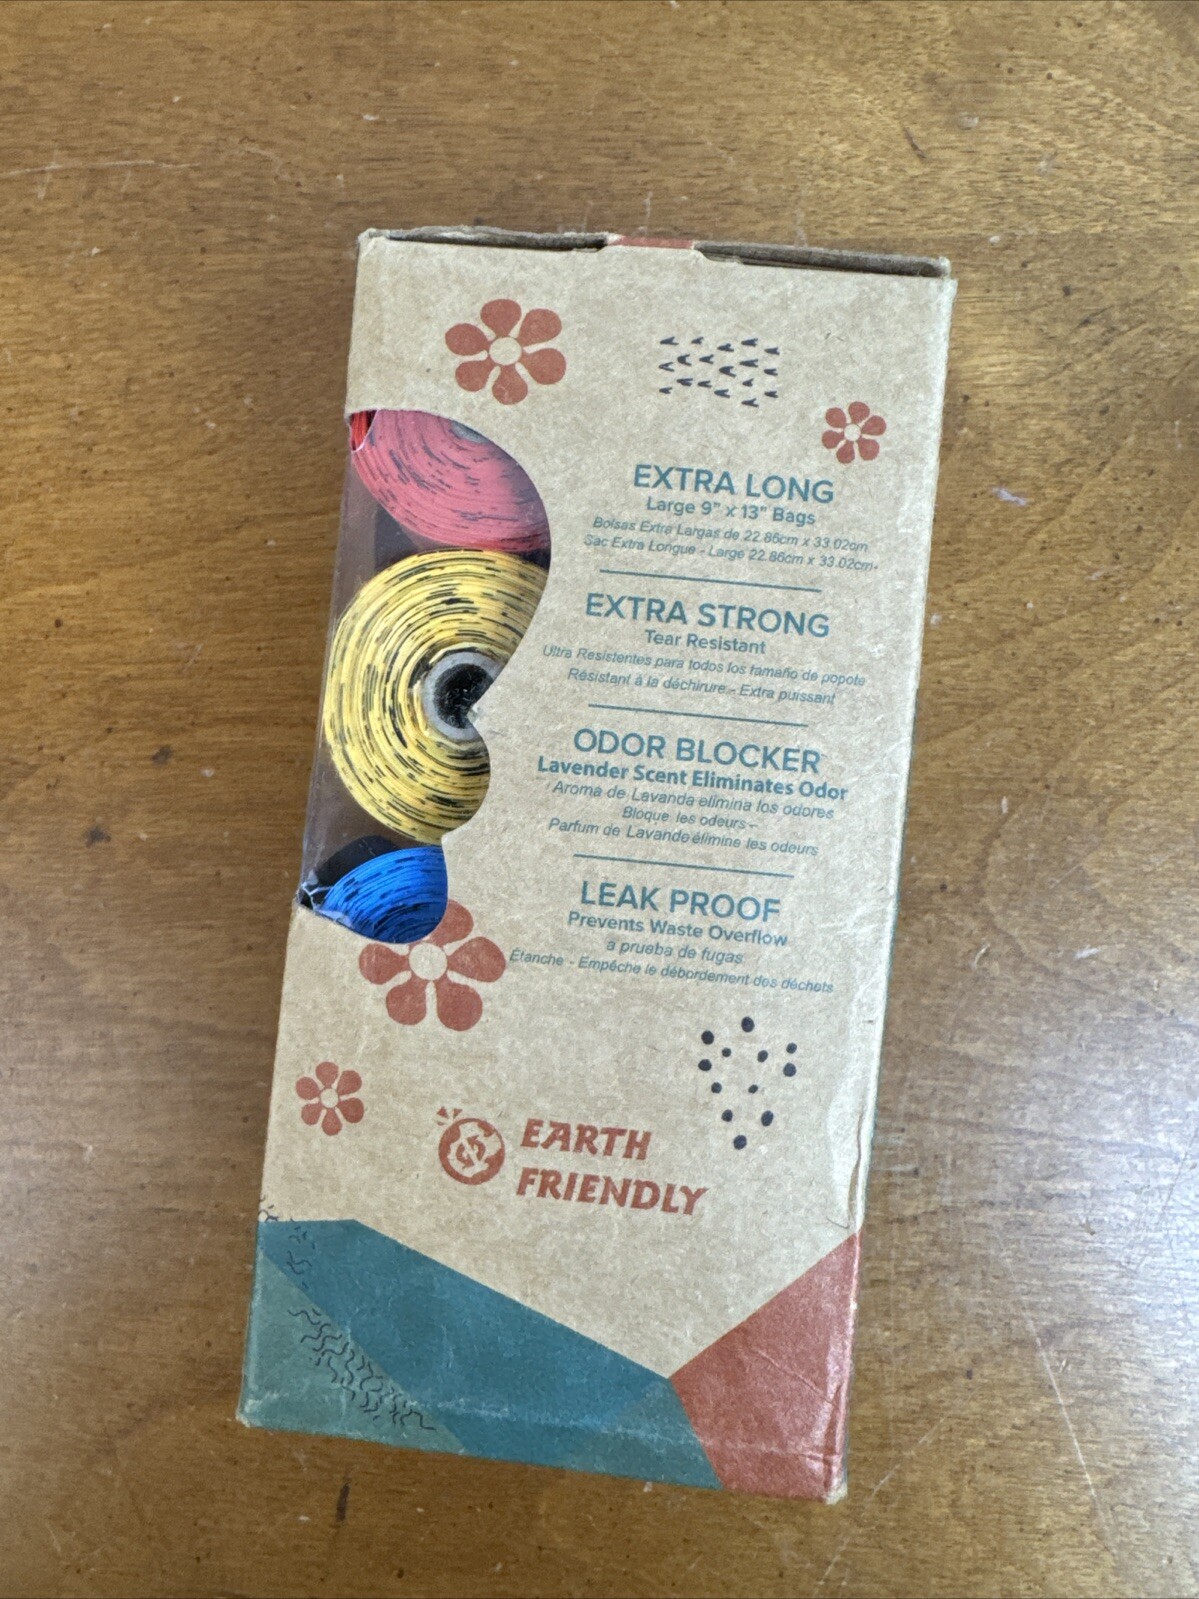 EXTRA LONG
Large 9" x 13" Bags
Bolsas Extra Largas de 22.86cm x 33.02cm
Sac Extra Longue - Large 22.86cm x 33.02cm
EXTRA STRONG
Tear Resistant
Ultra Resistentes para todos los tamaño de popote
Résistant à la déchirure - Extra puissant
ODOR BLOCKER
Lavender Scent Eliminates Odor
Aroma de Lavanda elimina los odores
Bloque les odeurs –
Parfum de Lavande élimine les odeurs
LEAK PROOF
Prevents Waste Overflow
a prueba de fugas
Étanche - Empêche le débordement des déchets
EARTH
FRIENDLY